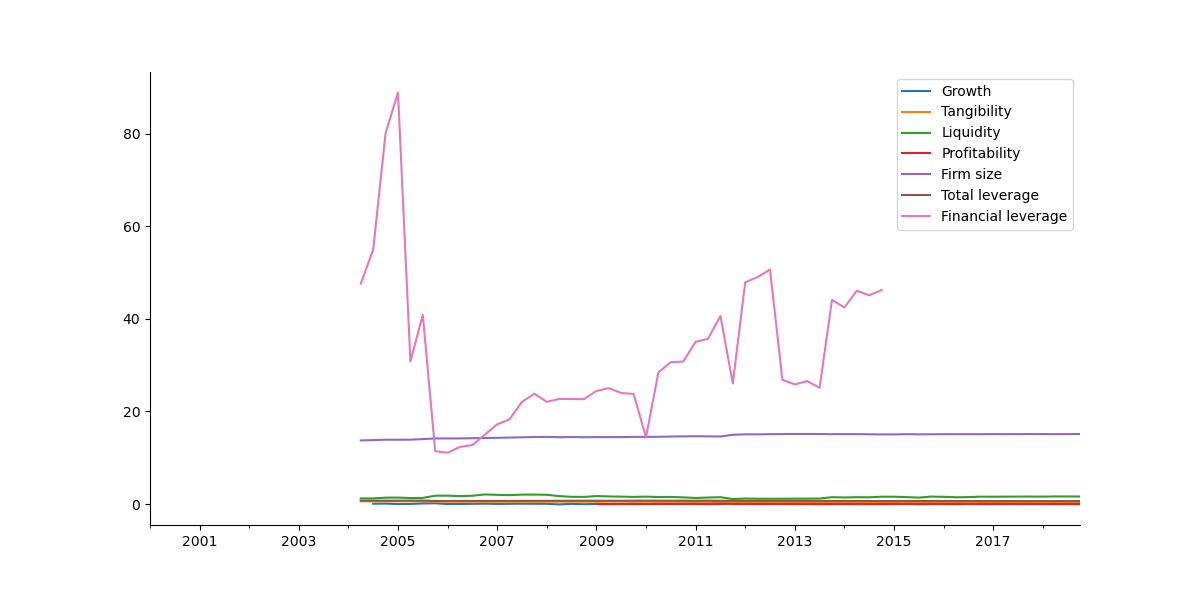 Growth
Tangibility
Liquidity
Profitability
Firm size
Total leverage
Financial leverage
80
60
40
20
0
2001 2003 2005 2007 2009 2011 2013 2015 2017